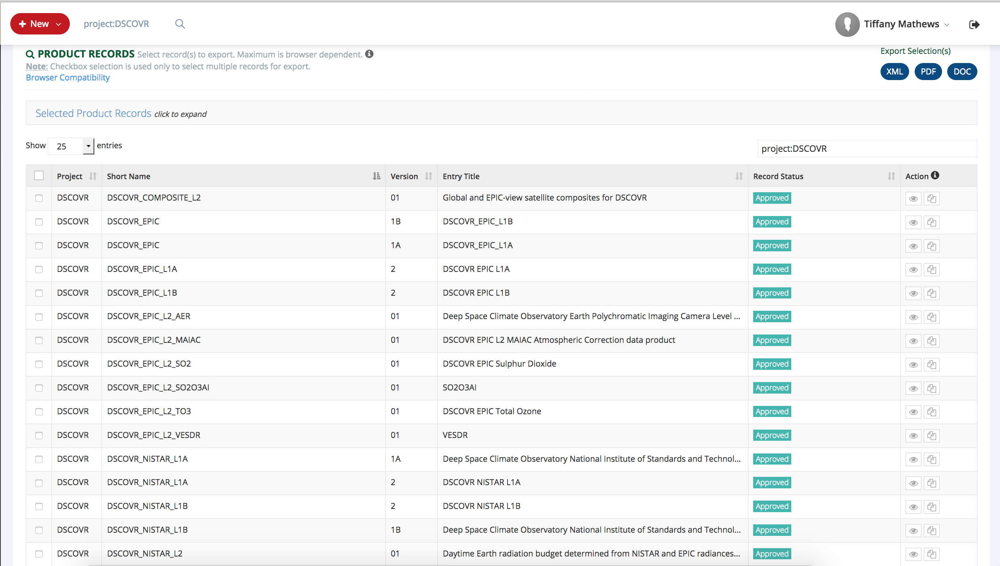 New project:DSCOVR Tiffany Mathews
PRODUCT RECORDS Select record(s) to export. Maximum is browser dependent.
Export Selection(s)
Note: Checkbox selection is used only to select multiple records for export.
XML PDF DOC
Browser Compatibility
Selected Product Records click to expand
Show 25 entries project:DSCOVR
Project Short Name Version Entry Title Record Status Action
DSCOVR DSCOVR_COMPOSITE_L2 01 Global and EPIC-view satellite composites for DSCOVR Approved
DSCOVR DSCOVR_EPIC 1B DSCOVR_EPIC_L1B Approved
DSCOVR DSCOVR_EPIC 1A DSCOVR_EPIC_L1A Approved
DSCOVR DSCOVR_EPIC_L1A 2 DSCOVR EPIC L1A Approved
DSCOVR DSCOVR_EPIC_L1B 2 DSCOVR EPIC L1B Approved
DSCOVR DSCOVR_EPIC_L2_AER 01 Deep Space Climate Observatory Earth Polychromatic Imaging Camera Level ... Approved
DSCOVR DSCOVR_EPIC_L2_MAIAC 01 DSCOVR EPIC L2 MAIAC Atmospheric Correction data product Approved
DSCOVR DSCOVR_EPIC_L2_SO2 01 DSCOVR EPIC Sulphur Dioxide Approved
DSCOVR DSCOVR_EPIC_L2_SO2O3AI 01 SO2O3AI Approved
DSCOVR DSCOVR_EPIC_L2_TO3 01 DSCOVR EPIC Total Ozone Approved
DSCOVR DSCOVR_EPIC_L2_VESDR 01 VESDR Approved
DSCOVR DSCOVR_NISTAR_L1A 1A Deep Space Climate Observatory National Institute of Standards and Technol... Approved
DSCOVR DSCOVR_NISTAR_L1A 2 DSCOVR NISTAR L1A Approved
DSCOVR DSCOVR_NISTAR_L1B 2 DSCOVR NISTAR L1B Approved
DSCOVR DSCOVR_NISTAR_L1B 1B Deep Space Climate Observatory National Institute of Standards and Technol... Approved
DSCOVR DSCOVR_NISTAR_L2 01 Daytime Earth radiation budget determined from NISTAR and EPIC radiances... Approved